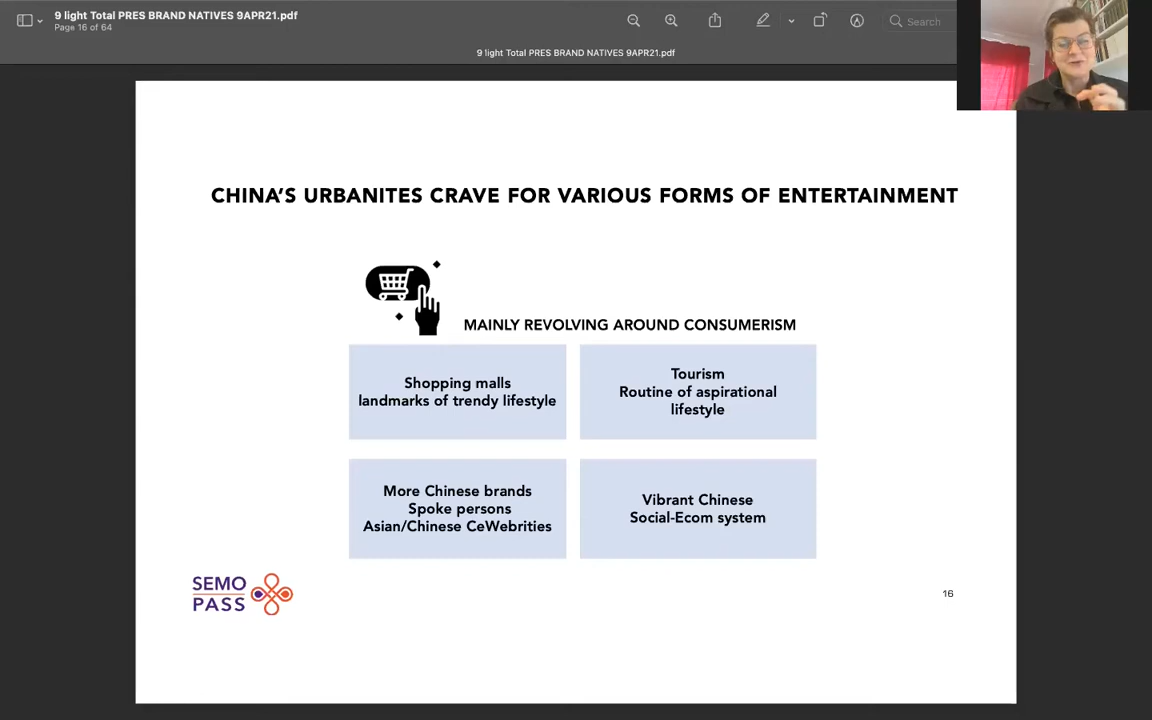 9 light Total PRES BRAND NATIVES 9APR21.pdf
Page 16 of 64
Search
9 light Total PRES BRAND NATIVES 9APR21.pdf
CHINA'S URBANITES CRAVE FOR VARIOUS FORMS OF ENTERTAINMENT
MAINLY REVOLVING AROUND CONSUMERISM
Shopping malls
landmarks of trendy lifestyle
Tourism
Routine of aspirational
lifestyle
More Chinese brands
Spoke persons
Asian/Chinese CeWebrities
Vibrant Chinese
Social-Ecom system
SEMO
PASS
16